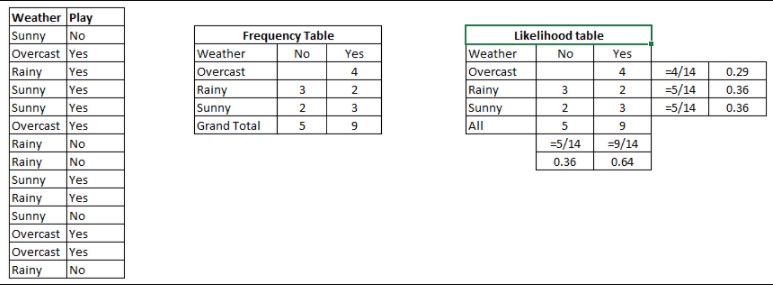 Weather Play
Sunny No
Overcast Yes
Rainy Yes
Sunny Yes
Sunny Yes
Overcast Yes
Rainy No
Rainy No
Sunny Yes
Rainy Yes
Sunny No
Overcast Yes
Overcast Yes
Rainy No
Frequency Table
Weather No Yes
Overcast 4
Rainy 3 2
Sunny 2 3
Grand Total 5 9
Likelihood table
Weather No Yes
Overcast 4 =4/14 0.29
Rainy 3 2 =5/14 0.36
Sunny 2 3 =5/14 0.36
All 5 9
=5/14 =9/14
0.36 0.64